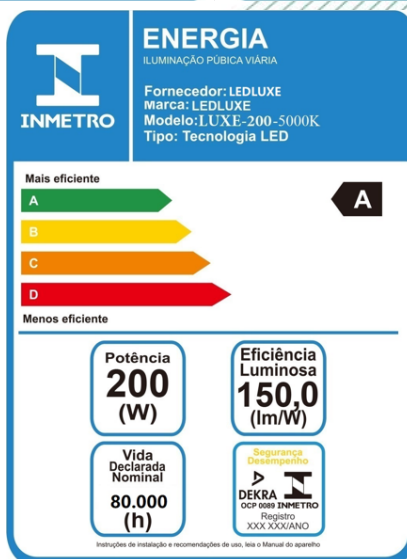 INMETRO
ENERGIA
ILUMINAÇÃO PÚBICA VIÁRIA
Fornecedor: LEDLUXE
Marca: LEDLUXE
Modelo: LUXE-200-5000K
Tipo: Tecnologia LED
Mais eficiente
A
A
B
C
D
Menos eficiente
Potência
200
(W)
Eficiência
Luminosa
150,0
(lm/W)
Vida
Declarada
Nominal
80.000
(h)
Segurança
Desempenho
DEKRA
OCP 0089 INMETRO
Registro
XXX XXX/ANO
Instruções de instalação e recomendações de uso, leia o Manual do aparelho